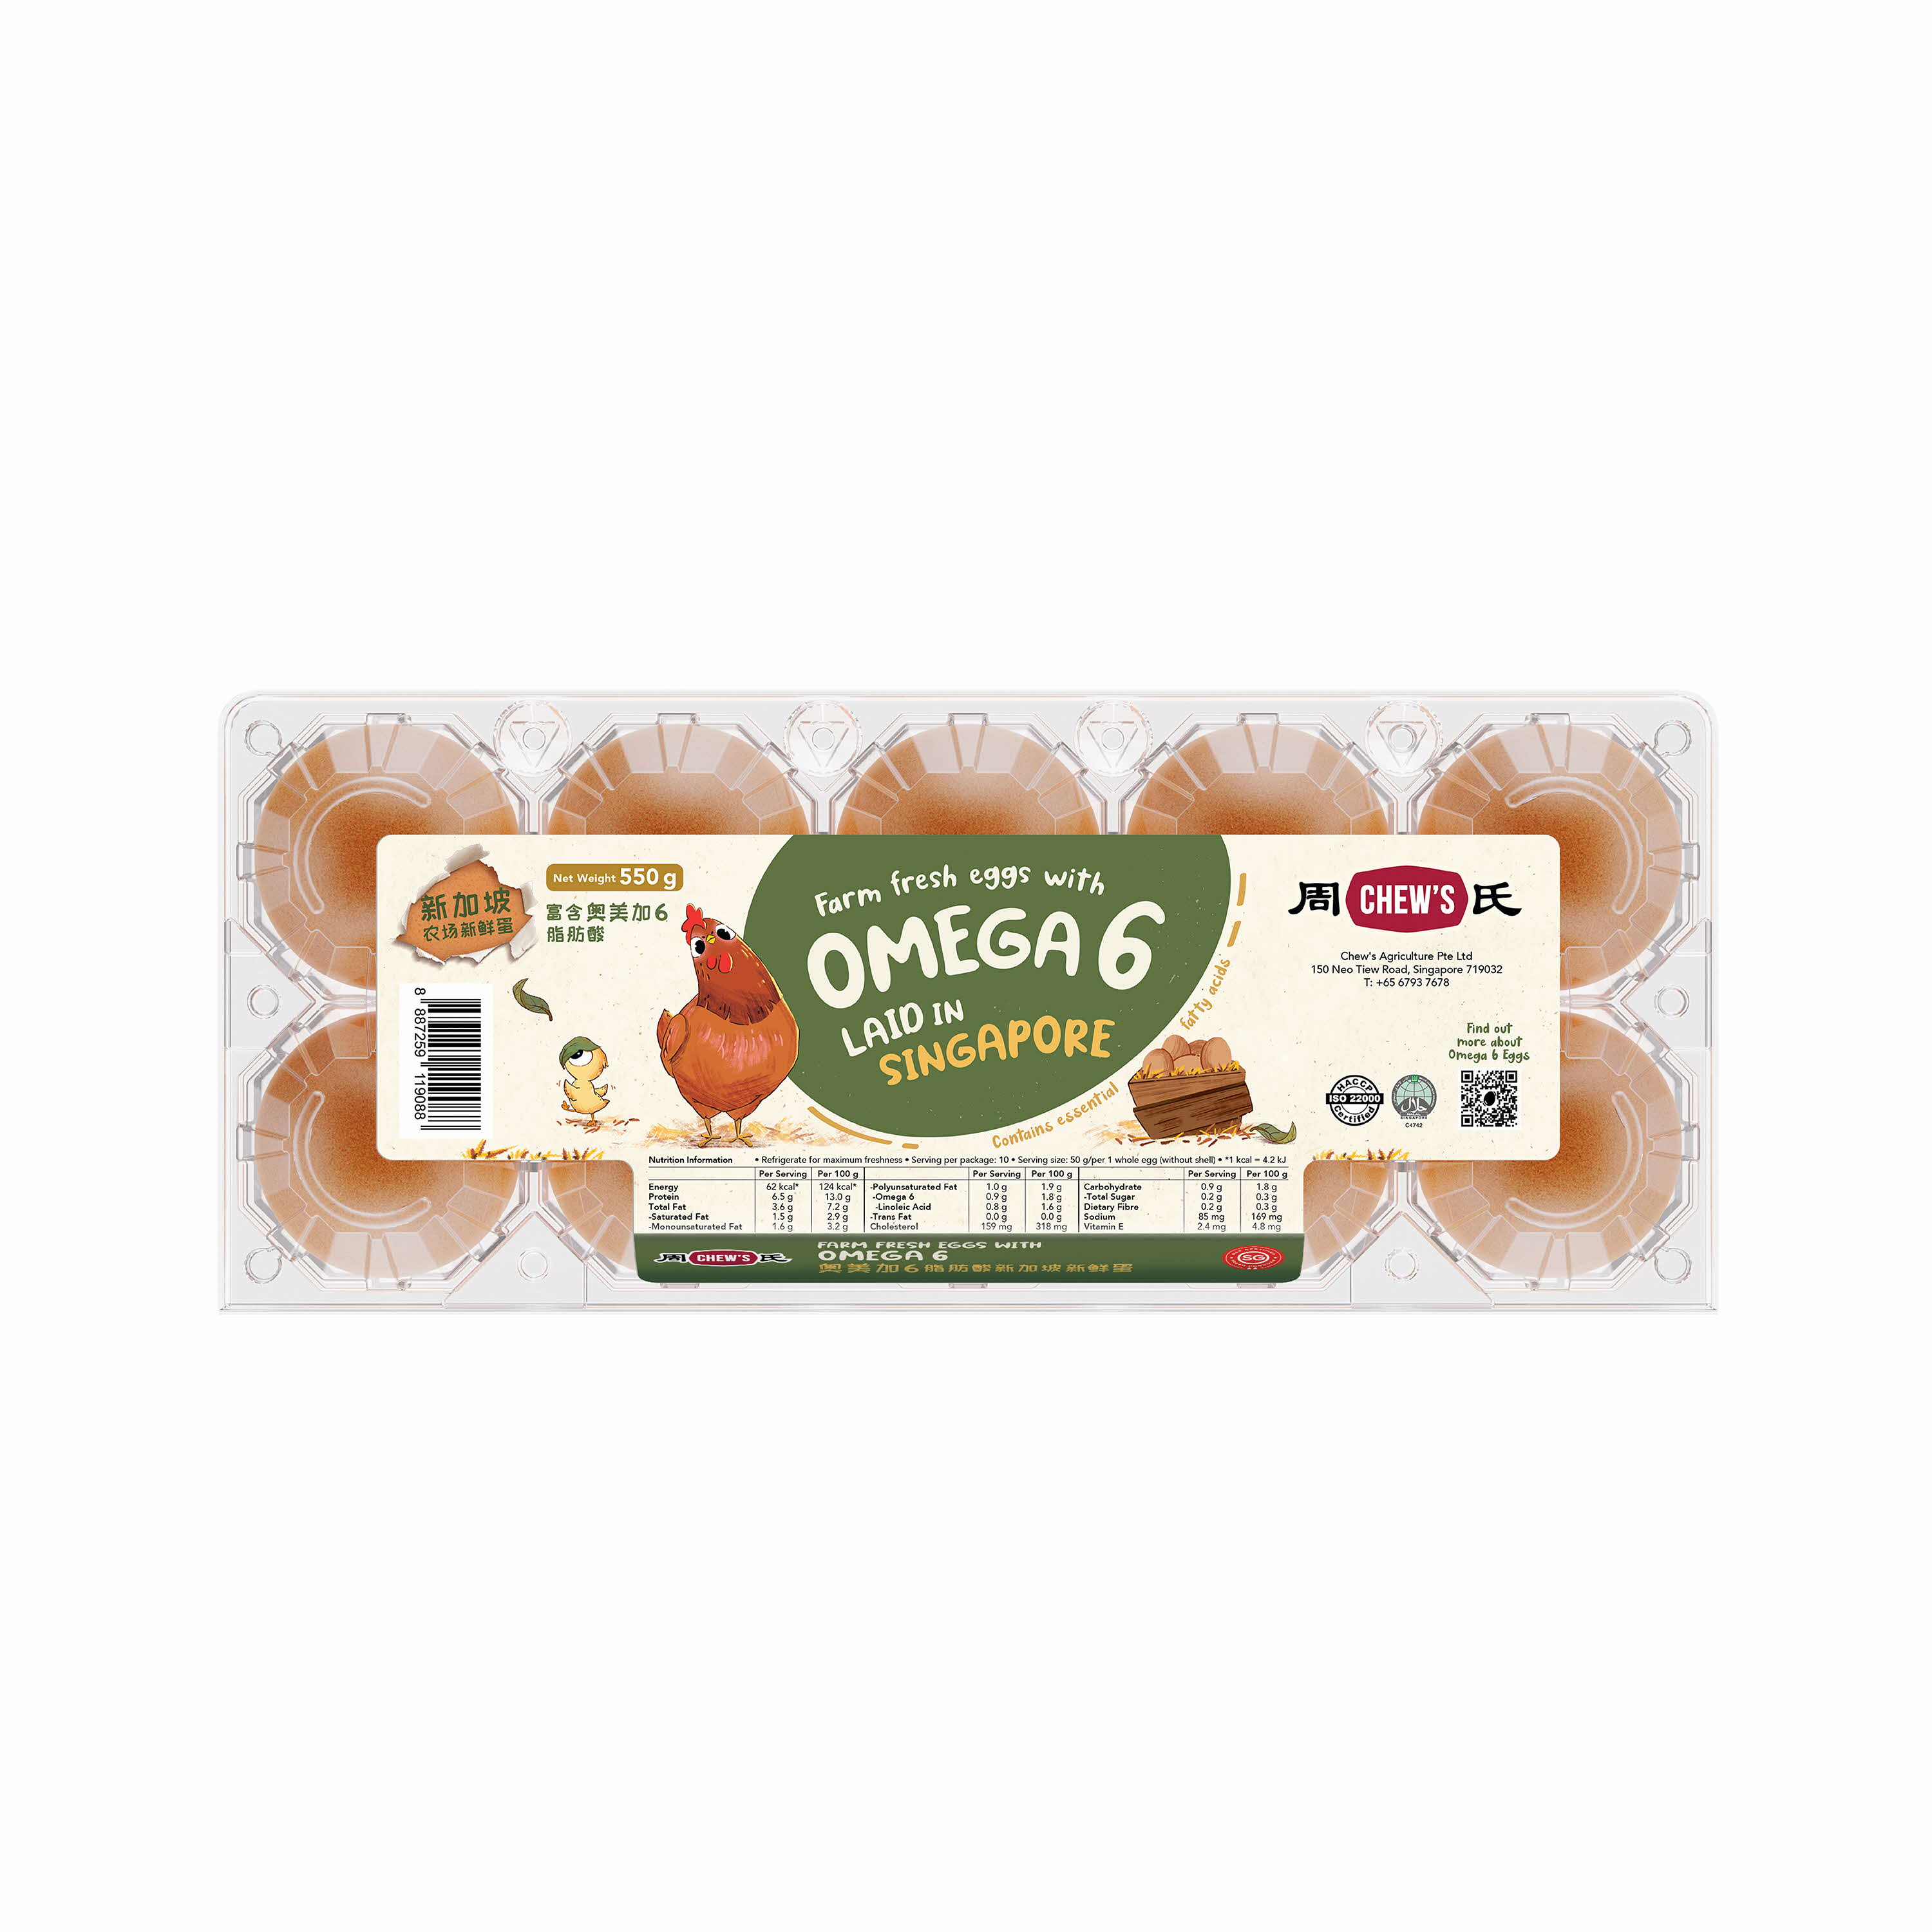 新加坡
农场新鲜蛋
Net Weight 550 g
富含奥美加6
脂肪酸
8 887259 119088
Farm fresh eggs with
OMEGA 6
LAID IN
SINGAPORE
Contains essential fatty acids
周 CHEW'S 氏
Chew's Agriculture Pte Ltd
150 Neo Tiew Road, Singapore 719032
T: +65 6793 7678
Find out
more about
Omega 6 Eggs
HACCP
ISO 22000
Certified
SINGAPORE
C4742
Nutrition Information • Refrigerate for maximum freshness • Serving per package: 10 • Serving size: 50 g/per 1 whole egg (without shell) • *1 kcal = 4.2 kJ
Per Serving Per 100 g Per Serving Per 100 g Per Serving Per 100 g
Energy 62 kcal* 124 kcal* -Polyunsaturated Fat 1.0 g 1.9 g Carbohydrate 0.9 g 1.8 g
Protein 6.5 g 13.0 g -Omega 6 0.9 g 1.8 g -Total Sugar 0.2 g 0.3 g
Total Fat 3.6 g 7.2 g -Linoleic Acid 0.8 g 1.6 g Dietary Fibre 0.2 g 0.3 g
-Saturated Fat 1.5 g 2.9 g -Trans Fat 0.0 g 0.0 g Sodium 85 mg 169 mg
-Monounsaturated Fat 1.6 g 3.2 g Cholesterol 159 mg 318 mg Vitamin E 2.4 mg 4.8 mg
周 CHEW'S 氏
FARM FRESH EGGS WITH
OMEGA 6
奥美加6脂肪酸新加坡新鲜蛋
SG